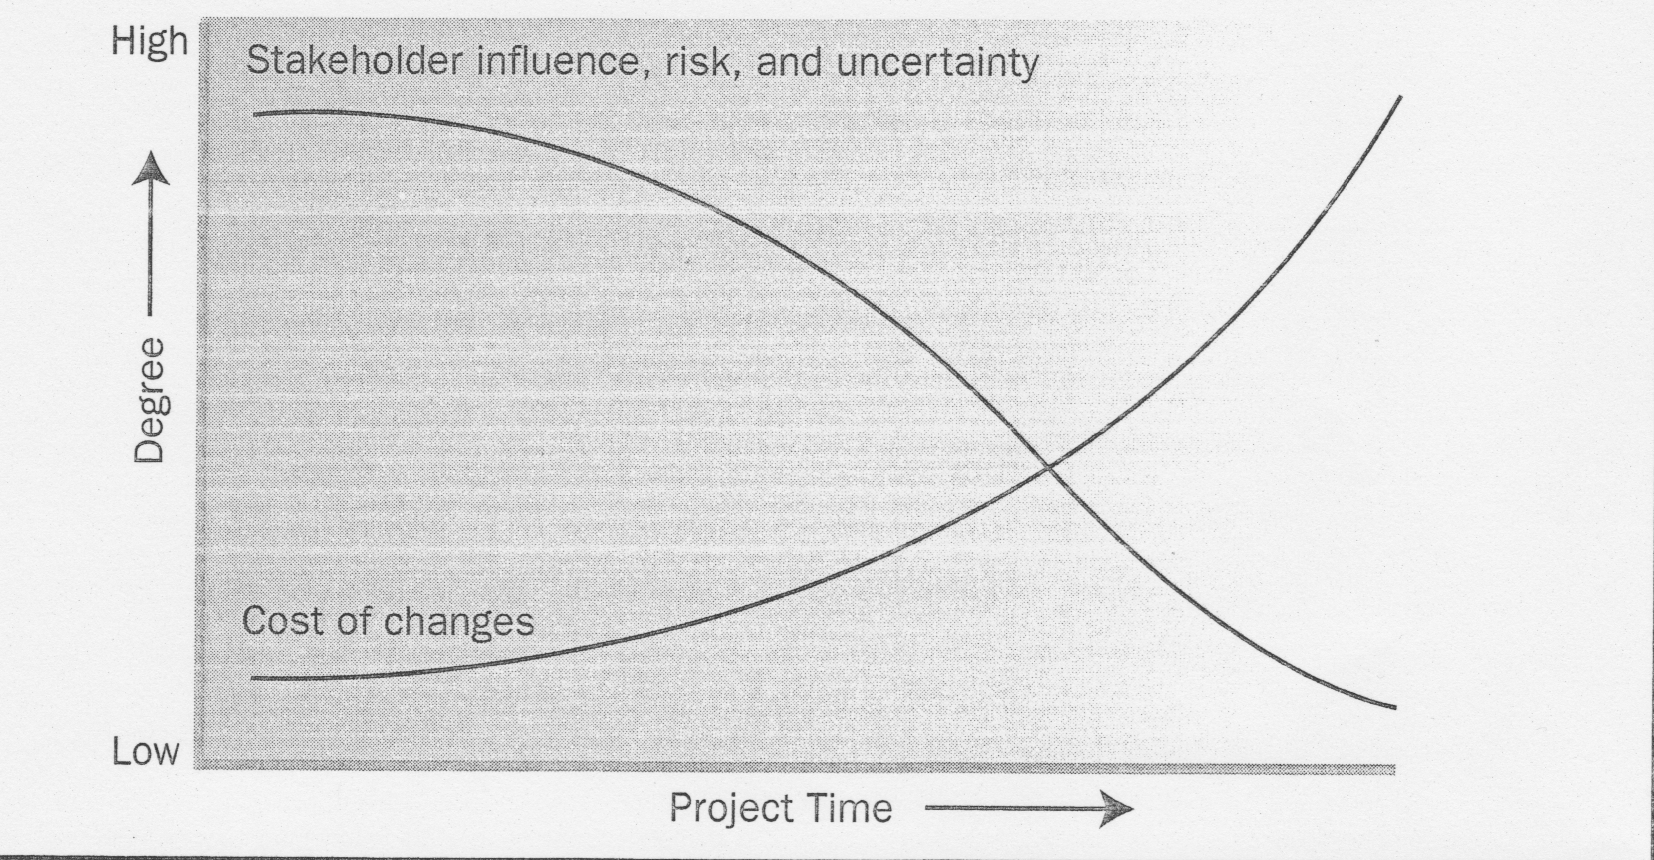 High
Stakeholder influence, risk, and uncertainty
Degree
Cost of changes
Low
Project Time